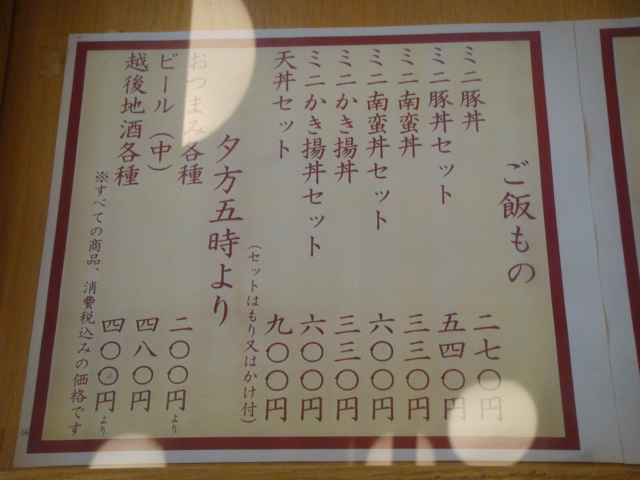 ご飯もの
ミニ豚丼 二七〇円
ミニ豚丼セット 五四〇円
ミニ南蛮丼 三三〇円
ミニ南蛮丼セット 六〇〇円
ミニかき揚丼 三三〇円
ミニかき揚丼セット 六〇〇円
天丼セット 九〇〇円
(セットはもり又はかけ付)
夕方五時より
おつまみ各種 二〇〇円より
ビール(中) 四八〇円
越後地酒各種 四〇〇円より
※すべての商品、消費税込みの価格です